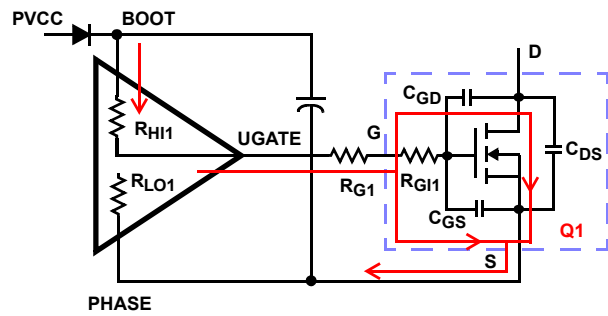 PVCC
BOOT
D
CGD
RHI1
UGATE
G
CDS
RLO1
RG1
RGI1
CGS
Q1
S
PHASE